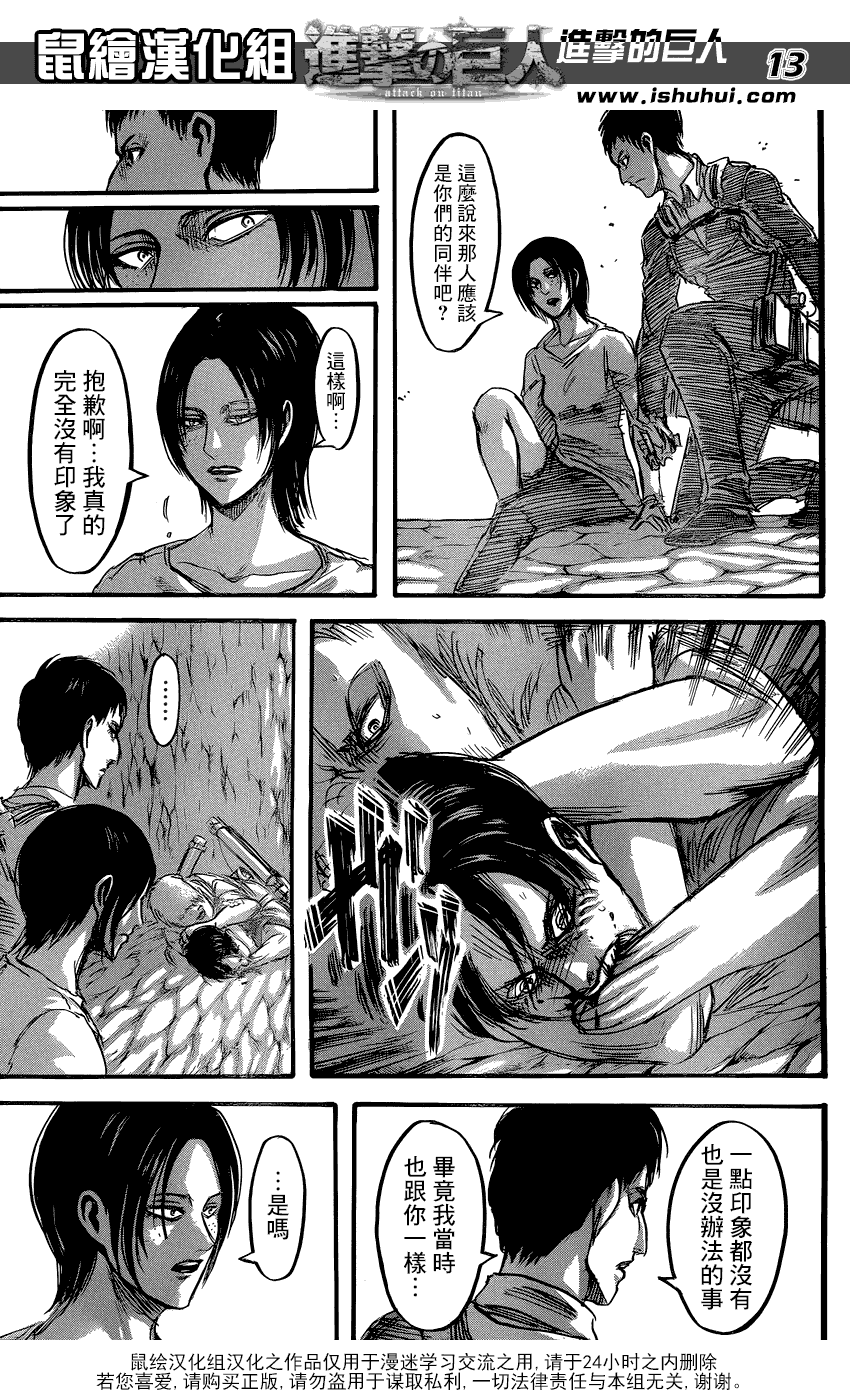 鼠繪漢化組
進撃の巨人
attack on titan
進擊的巨人
13
www.ishuhui.com
這麼說來那人應該
是你們的同伴吧？
這樣啊…
抱歉啊…我真的
完全沒有印象了
ガリッ
……
一點印象都沒有
也是沒辦法的事
畢竟我當時
也跟你一樣…
…是嗎
鼠绘汉化组汉化之作品仅用于漫迷学习交流之用,请于24小时之内删除
若您喜爱,请购买正版,请勿盗用于谋取私利,一切法律责任与本组无关,谢谢。